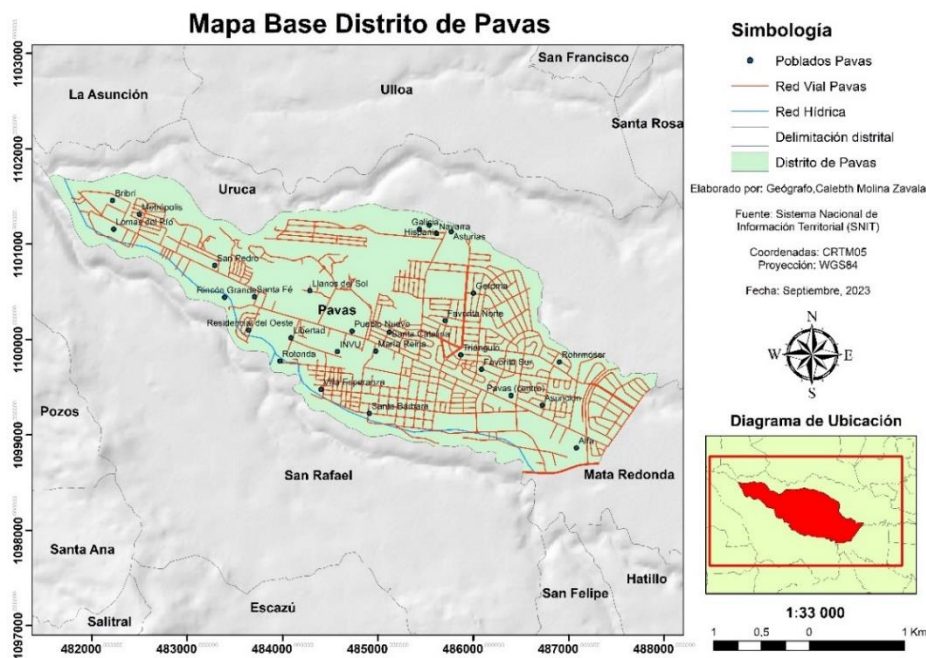 Mapa Base Distrito de Pavas
San Francisco
La Asunción
Ulloa
Santa Rosa
Uruca
Bribrí
Metrópolis
Lomas del Río
Galicia
Navarra
Hispania
Asturias
San Pedro
Rincón Grande
Santa Fé
Llanos del Sol
Geroma
Pavas
Favorita Norte
Residencial del Oeste
Libertad
Pueblo Nuevo
Santa Catalina
INVU
María Reina
Triángulo
Rohrmoser
Rotonda
Favorita Sur
Villa Esperanza
Pavas (centro)
Asunción
Santa Bárbara
Alfa
Pozos
San Rafael
Mata Redonda
Santa Ana
Hatillo
San Felipe
Escazú
Salitral
1103000
1102000
1101000
1100000
1099000
1098000
1097000
482000
483000
484000
485000
486000
487000
488000
Simbología
Poblados Pavas
Red Vial Pavas
Red Hídrica
Delimitación distrital
Distrito de Pavas
Elaborado por: Geógrafo,Calebth Molina Zavala
Fuente: Sistema Nacional de
Información Territorial (SNIT)
Coordenadas: CRTM05
Proyección: WGS84
Fecha: Septiembre, 2023
N
W
E
S
Diagrama de Ubicación
1:33 000
1 0,5 0 1 Km